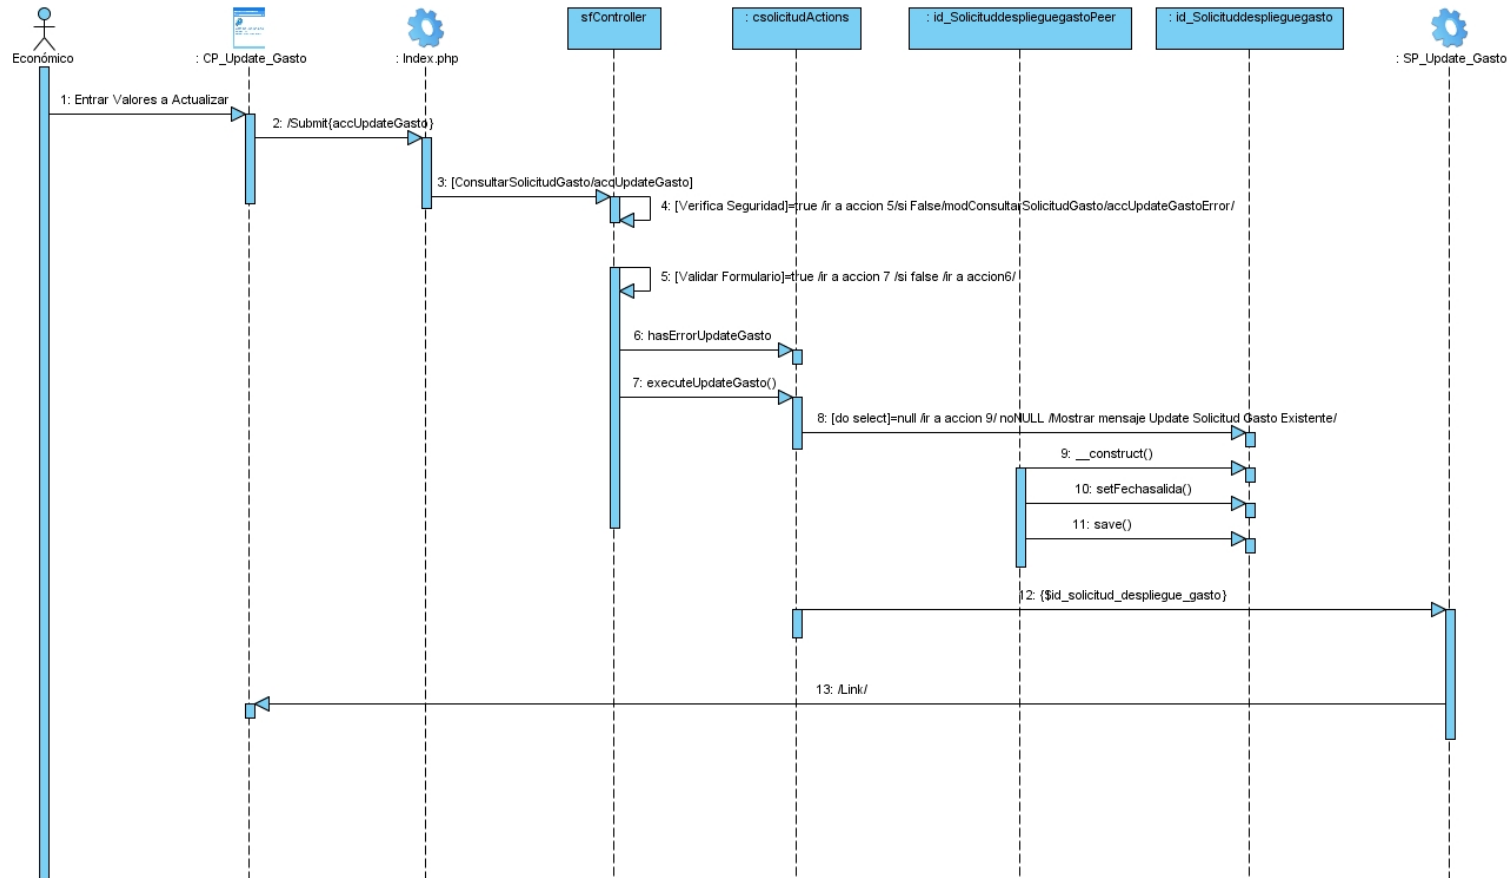 sfController
: csolicitudActions
: id_SolicituddesplieguegastoPeer
: id_Solicituddesplieguegasto
Económico
: CP_Update_Gasto
: Index.php
: SP_Update_Gasto
1: Entrar Valores a Actualizar
2: /Submit{accUpdateGasto}
3: [ConsultarSolicitudGasto/accUpdateGasto]
4: [Verifica Seguridad]=true /ir a accion 5/si False/modConsultarSolicitudGasto/accUpdateGastoError/
5: [Validar Formulario]=true /ir a accion 7 /si false /ir a accion6/
6: hasErrorUpdateGasto
7: executeUpdateGasto()
8: [do select]=null /ir a accion 9/ noNULL /Mostrar mensaje Update Solicitud Gasto Existente/
9: __construct()
10: setFechasalida()
11: save()
12: {$id_solicitud_despliegue_gasto}
13: /Link/